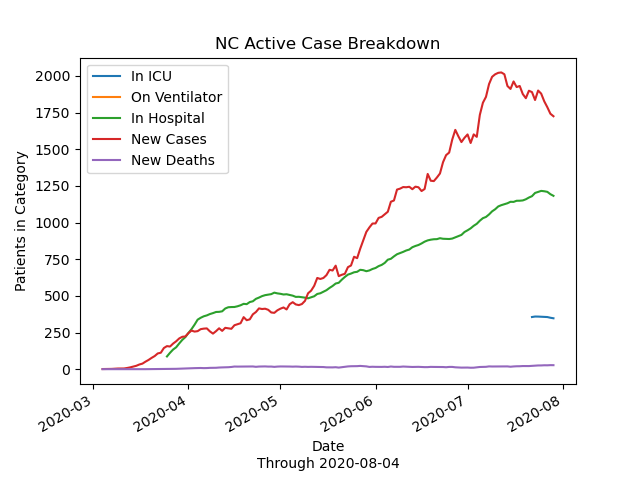 NC Active Case Breakdown
In ICU
On Ventilator
In Hospital
New Cases
New Deaths
Patients in Category
2000
1750
1500
1250
1000
750
500
250
0
2020-03
2020-04
2020-05
2020-06
2020-07
2020-08
Date
Through 2020-08-04